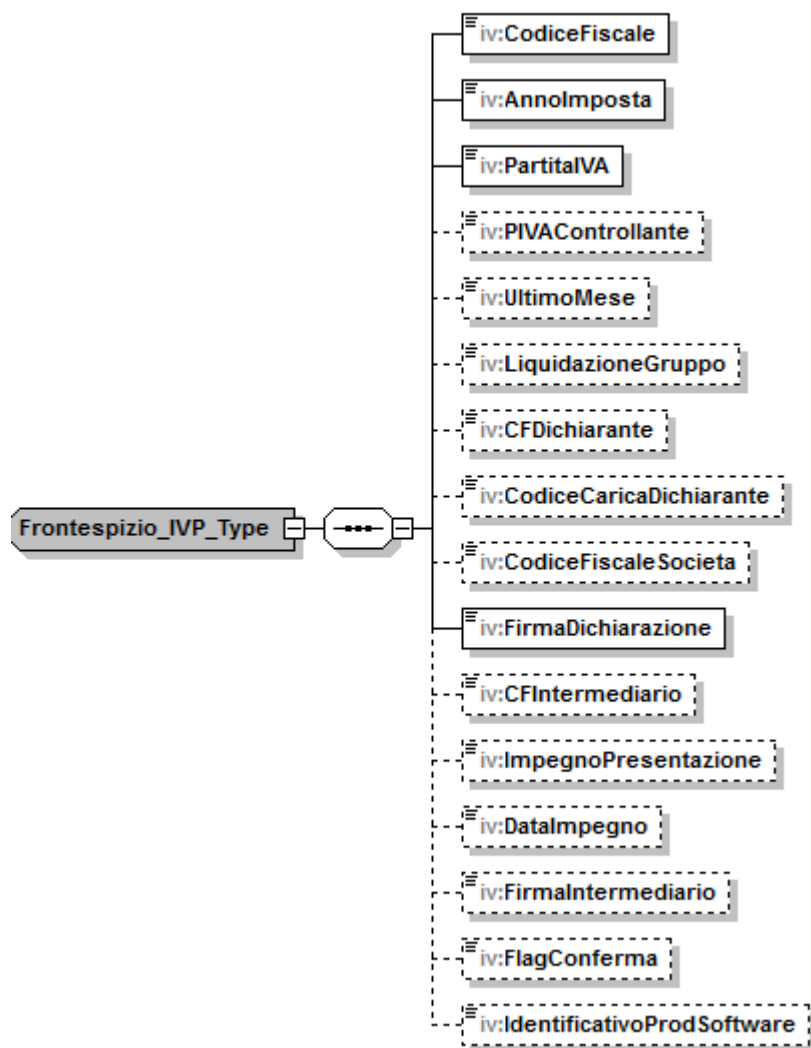 iv:CodiceFiscale
iv:AnnoImposta
iv:PartitaIVA
iv:PIVAControllante
iv:UltimoMese
iv:LiquidazioneGruppo
iv:CFDichiarante
iv:CodiceCaricaDichiarante
Frontespizio_IVP_Type
iv:CodiceFiscaleSocieta
iv:FirmaDichiarazione
iv:CFIntermediario
iv:ImpegnoPresentazione
iv:DataImpegno
iv:FirmaIntermediario
iv:FlagConferma
iv:IdentificativoProdSoftware